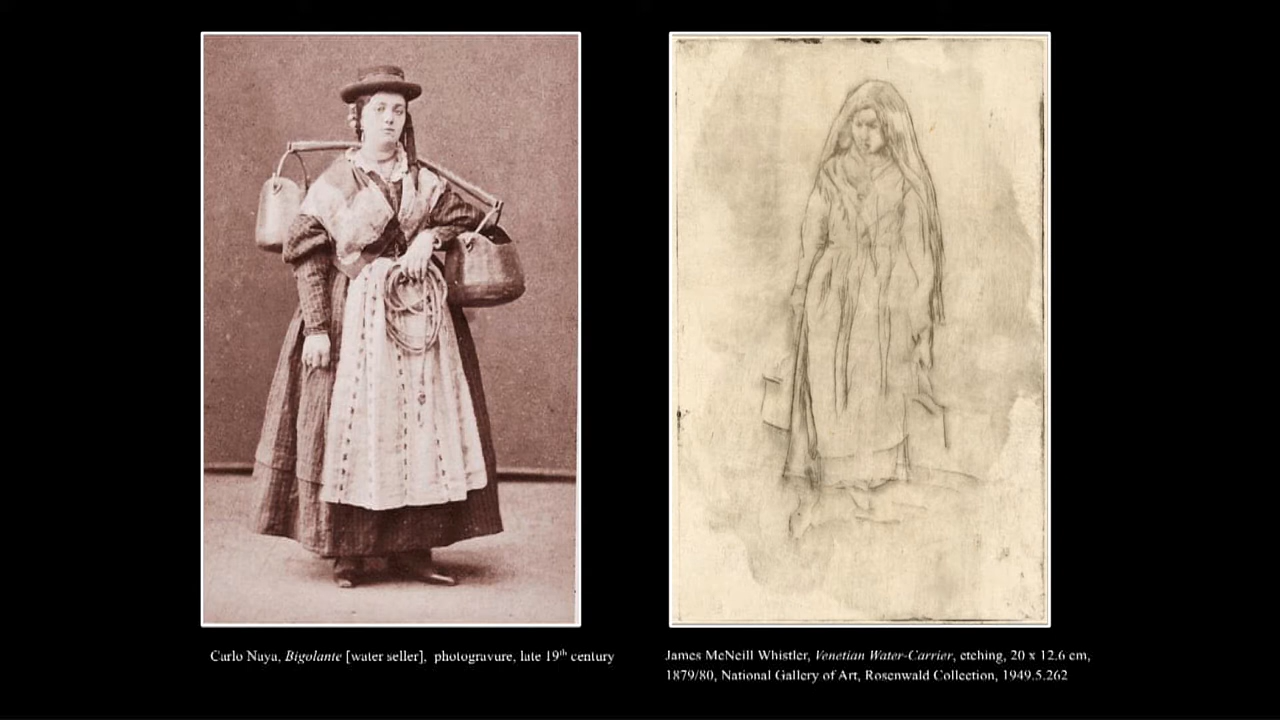 Carlo Naya, Bigolante [water seller], photogravure, late 19th century
James McNeill Whistler, Venetian Water-Carrier, etching, 20 x 12.6 cm,
1879/80, National Gallery of Art, Rosenwald Collection, 1949.5.262